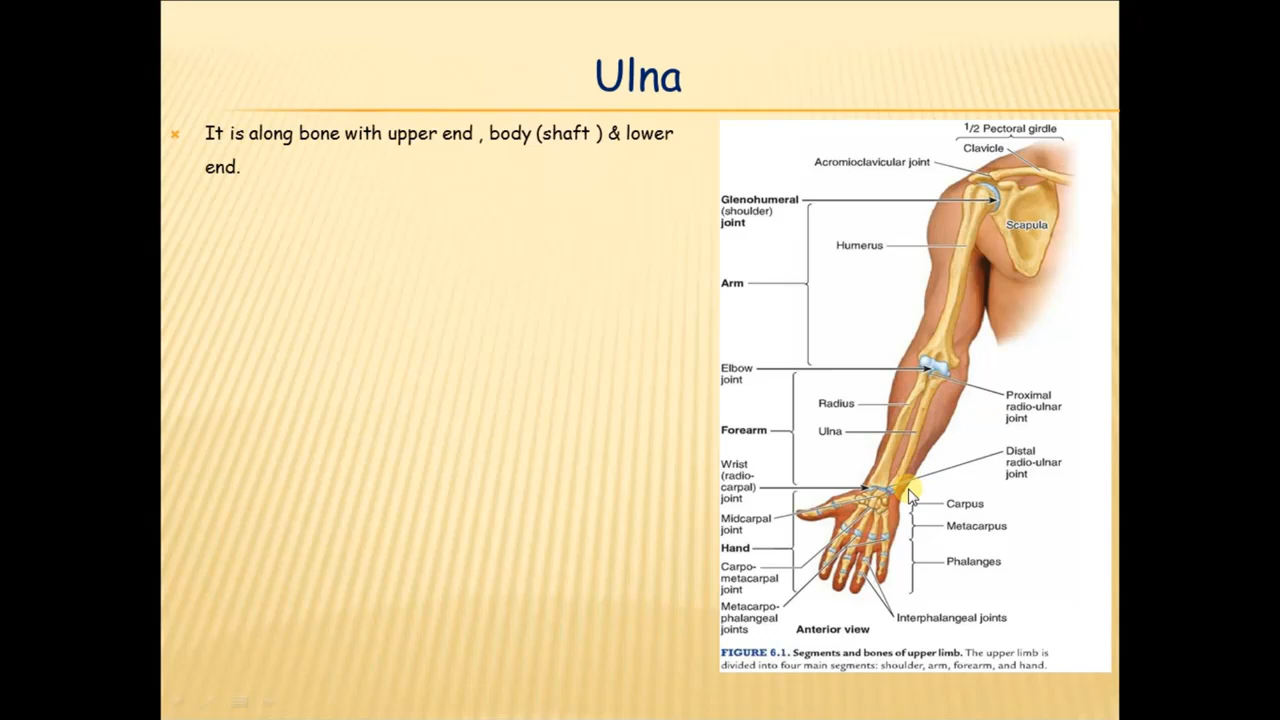 Ulna
It is along bone with upper end , body (shaft ) & lower
end.
1/2 Pectoral girdle
Clavicle
Acromioclavicular joint
Glenohumeral
(shoulder)
joint
Scapula
Humerus
Arm
Elbow
joint
Proximal
radio-ulnar
joint
Radius
Forearm
Ulna
Distal
radio-ulnar
joint
Wrist
(radio-
carpal)
joint
Carpus
Midcarpal
joint
Metacarpus
Hand
Phalanges
Carpo-
metacarpal
joint
Metacarpo-
phalangeal
joints
Interphalangeal joints
Anterior view
FIGURE 6.1. Segments and bones of upper limb. The upper limb is
divided into four main segments: shoulder, arm, forearm, and hand.